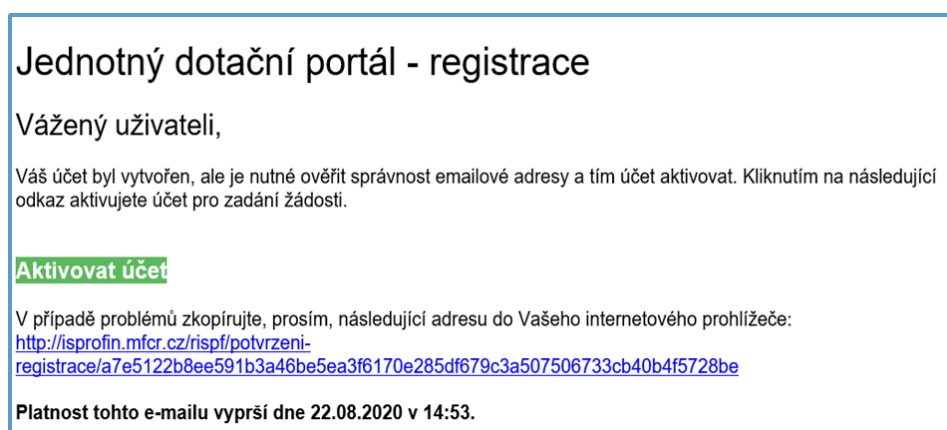 Jednotný dotační portál - registrace
Vážený uživateli,
Váš účet byl vytvořen, ale je nutné ověřit správnost emailové adresy a tím účet aktivovat. Kliknutím na následující
odkaz aktivujete účet pro zadání žádosti.
Aktivovat účet
V případě problémů zkopírujte, prosím, následující adresu do Vašeho internetového prohlížeče:
http://isprofin.mfcr.cz/rispf/potvrzeni-
registrace/a7e5122b8ee591b3a46be5ea3f6170e285df679c3a507506733cb40b4f5728be
Platnost tohto e-mailu vyprší dne 22.08.2020 v 14:53.